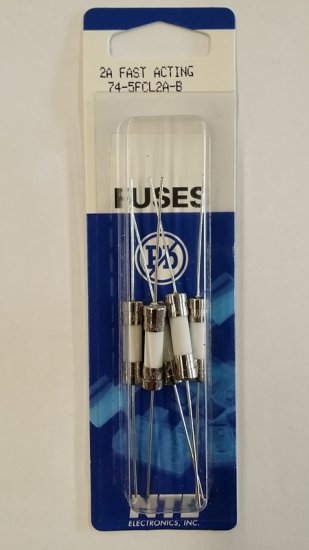 2A FAST ACTING
74-5FCL2A-B
FUSES
NTE
ELECTRONICS, INC.